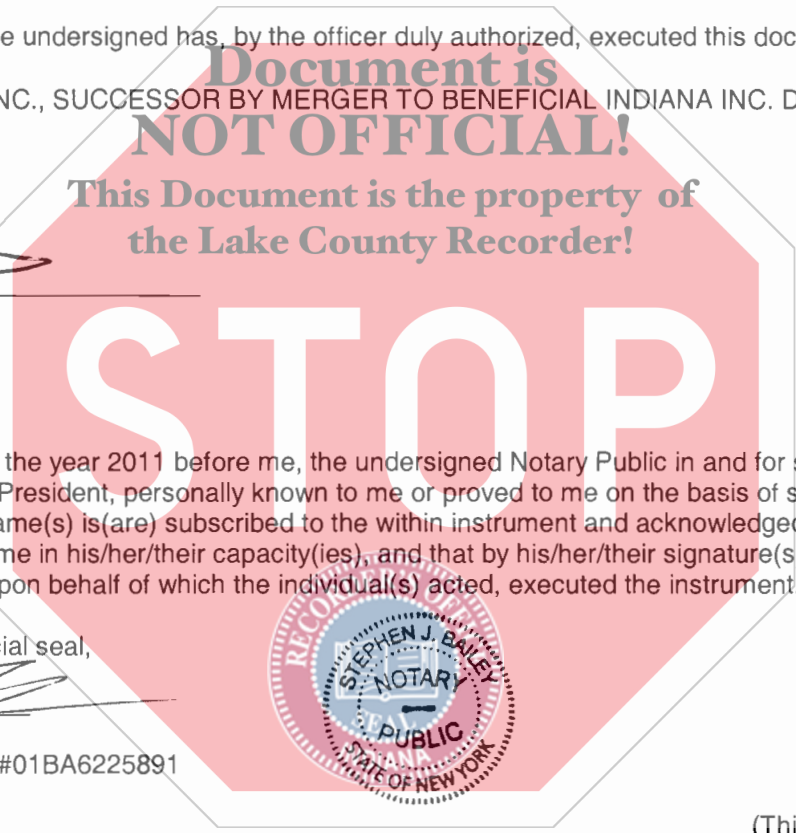 e undersigned has, by the officer duly authorized, executed this doc
Document is
NC., SUCCESSOR BY MERGER TO BENEFICIAL INDIANA INC. D
NOT OFFICIAL!
This Document is the property of
the Lake County Recorder!
STOP
the year 2011 before me, the undersigned Notary Public in and for s
President, personally known to me or proved to me on the basis of s
ame(s) is(are) subscribed to the within instrument and acknowledged
me in his/her/their capacity(ies), and that by his/her/their signature(s
pon behalf of which the individual(s) acted, executed the instrument
RECORDER'S OFFICE
SEAL
INDIANA
STEPHEN J. BAILEY
NOTARY
PUBLIC
STATE OF NEW YORK
cial seal,
#01BA6225891
(Thi